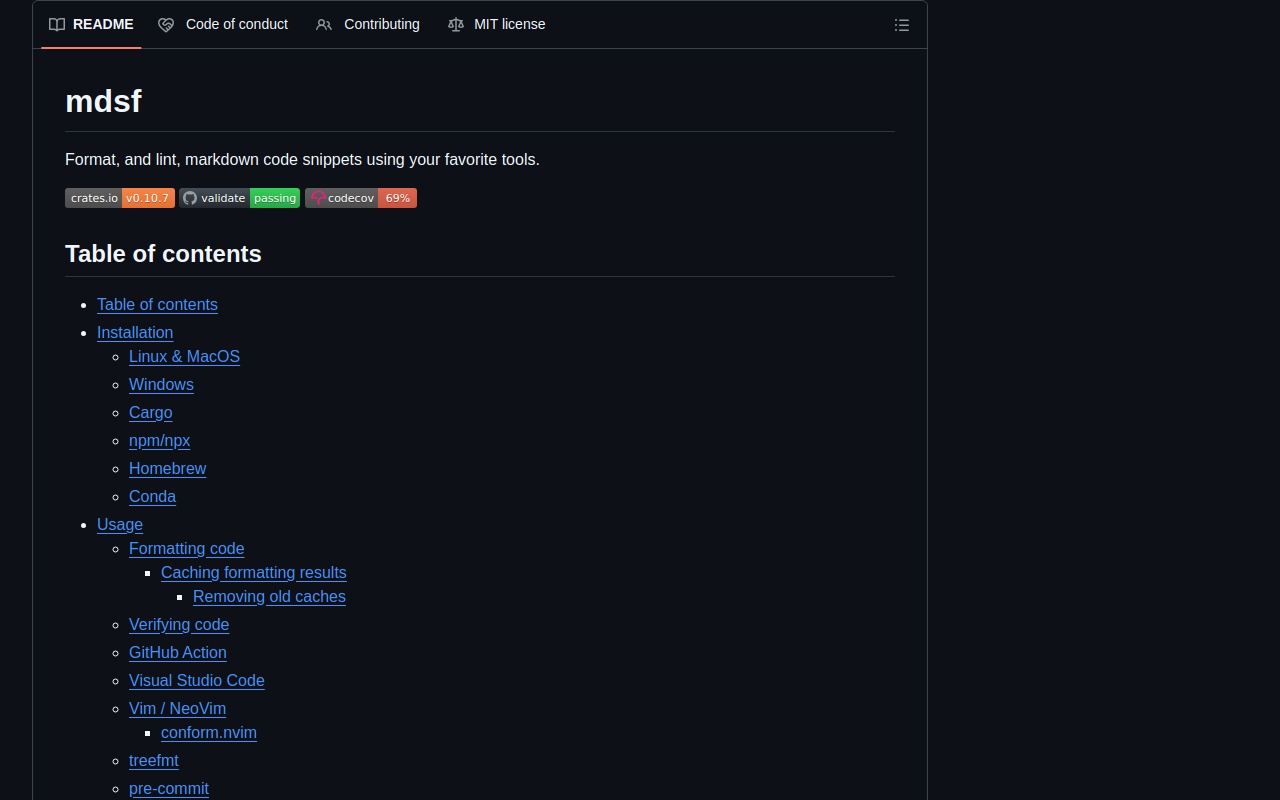 README Code of conduct Contributing MIT license
mdsf
Format, and lint, markdown code snippets using your favorite tools.
crates.io v0.10.7 validate passing codecov 69%
Table of contents
Table of contents
Installation
Linux & MacOS
Windows
Cargo
npm/npx
Homebrew
Conda
Usage
Formatting code
Caching formatting results
Removing old caches
Verifying code
GitHub Action
Visual Studio Code
Vim / NeoVim
conform.nvim
treefmt
pre-commit